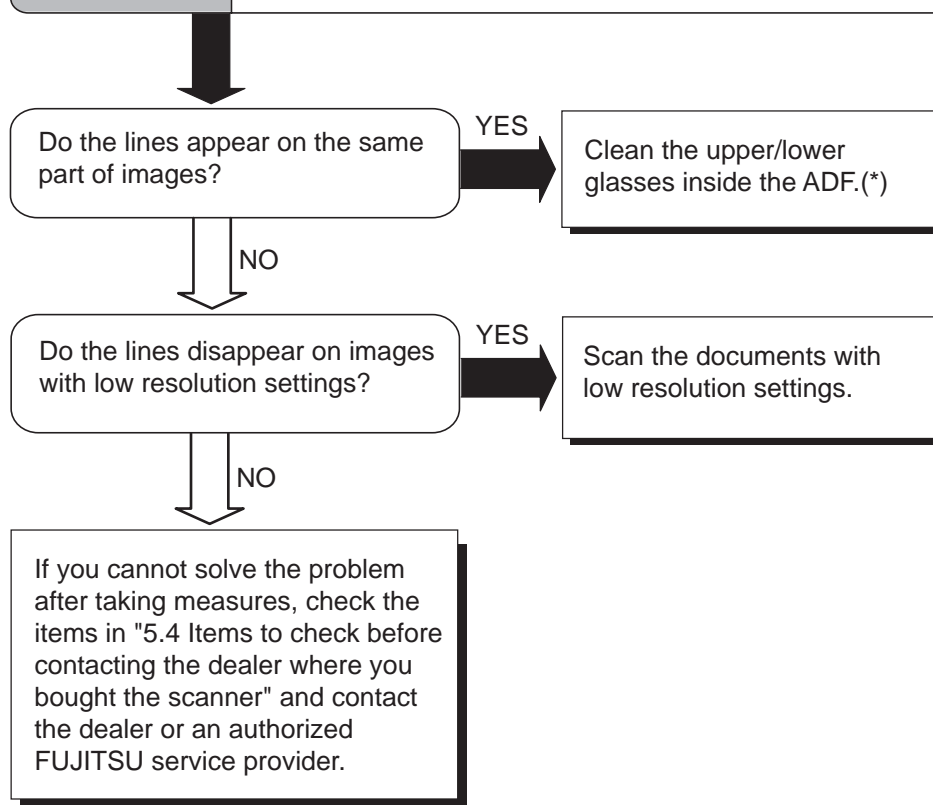 Do the lines appear on the same
part of images?
YES
Clean the upper/lower
glasses inside the ADF.(*)
NO
Do the lines disappear on images
with low resolution settings?
YES
Scan the documents with
low resolution settings.
NO
If you cannot solve the problem
after taking measures, check the
items in "5.4 Items to check before
contacting the dealer where you
bought the scanner" and contact
the dealer or an authorized
FUJITSU service provider.